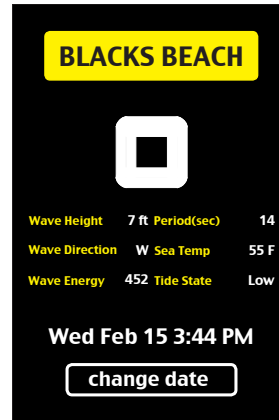 BLACKS BEACH
Wave Height 7 ft Period(sec) 14
Wave Direction W Sea Temp 55 F
Wave Energy 452 Tide State Low
Wed Feb 15 3:44 PM
change date